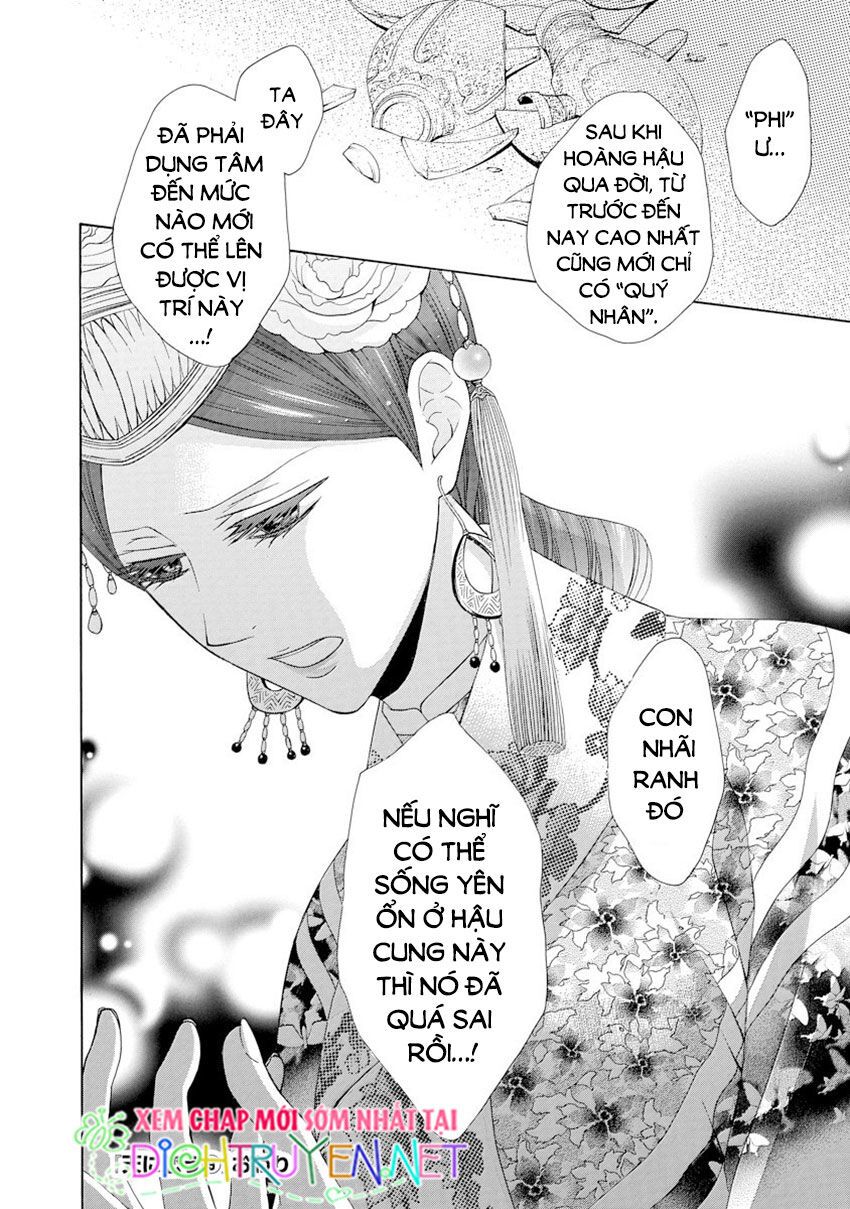 “PHI”
Ư...
SAU KHI
HOÀNG HẬU
QUA ĐỜI, TỪ
TRƯỚC ĐẾN
NAY CAO NHẤT
CŨNG MỚI CHỈ
CÓ “QUÝ
NHÂN”.
TA
ĐÂY
ĐÃ PHẢI
DỤNG TÂM
ĐẾN MỨC
NÀO MỚI
CÓ THỂ LÊN
ĐƯỢC VỊ
TRÍ NÀY
...!
CON
NHÃI
RANH
ĐÓ
NẾU NGHĨ
CÓ THỂ
SỐNG YÊN
ỔN Ở HẬU
CUNG NÀY
THÌ NÓ ĐÃ
QUÁ SAI
RỒI...!
XEM CHAP MỚI SỚM NHẤT TẠI
DICHTRUYEN.NET